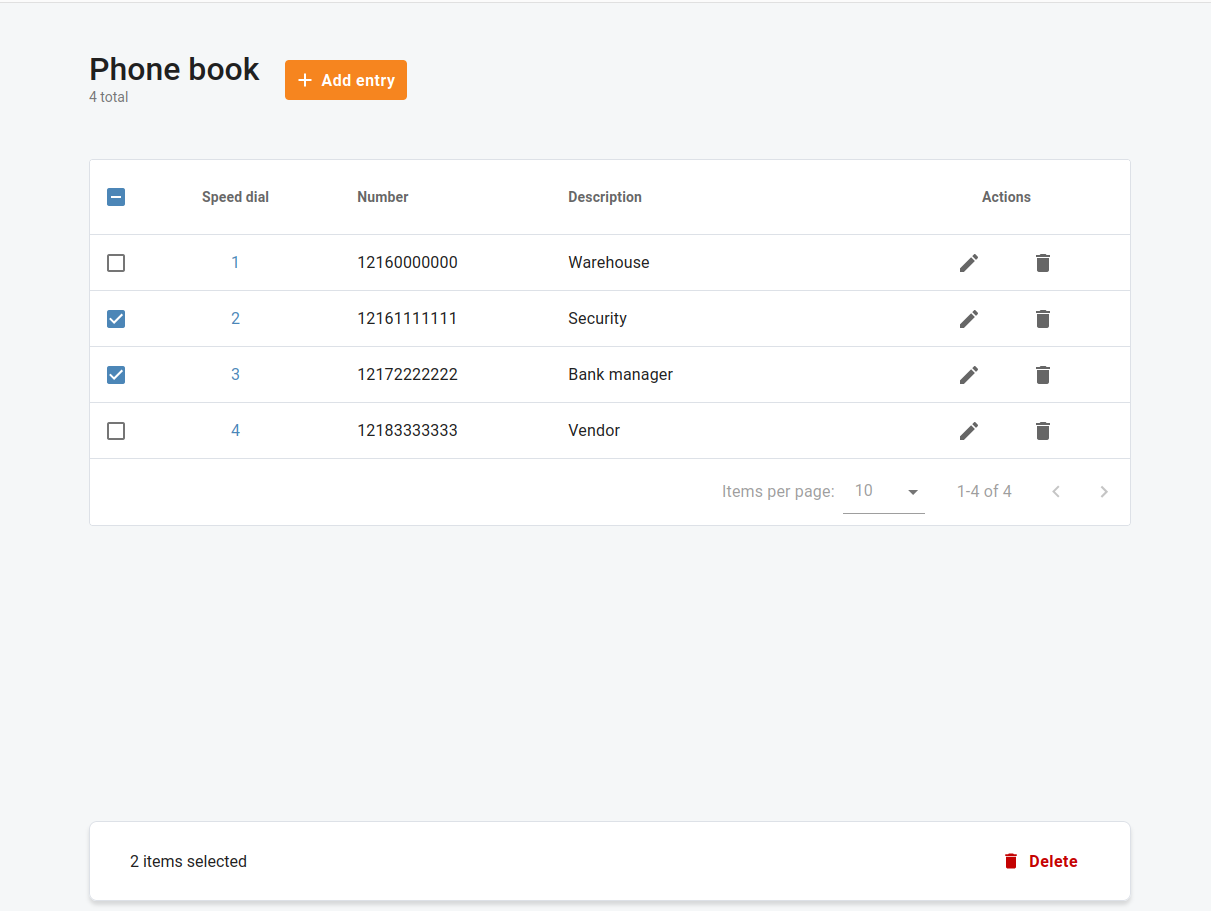 Phone book
4 total
Add entry
Speed dial Number Description Actions
1 12160000000 Warehouse
2 12161111111 Security
3 12172222222 Bank manager
4 12183333333 Vendor
Items per page: 10 1-4 of 4
2 items selected Delete